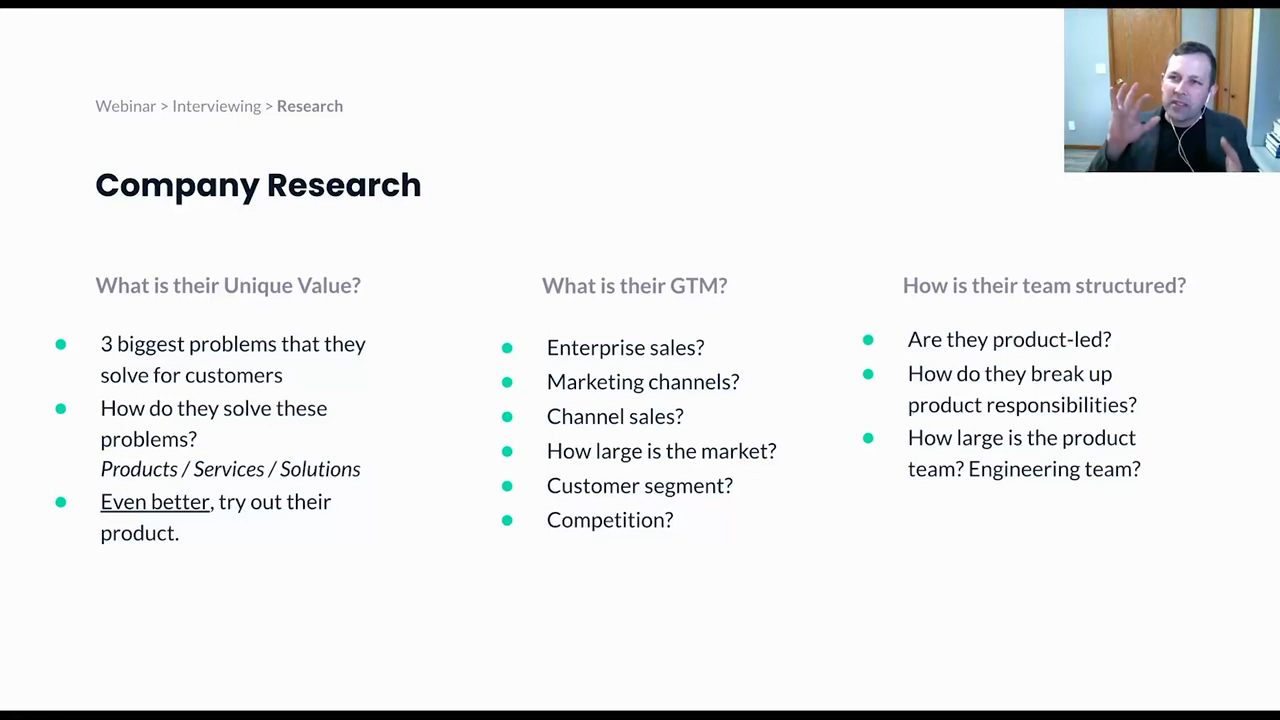 Webinar > Interviewing > Research
Company Research
What is their Unique Value?
3 biggest problems that they
solve for customers
How do they solve these
problems?
Products / Services / Solutions
Even better, try out their
product.
What is their GTM?
Enterprise sales?
Marketing channels?
Channel sales?
How large is the market?
Customer segment?
Competition?
How is their team structured?
Are they product-led?
How do they break up
product responsibilities?
How large is the product
team? Engineering team?